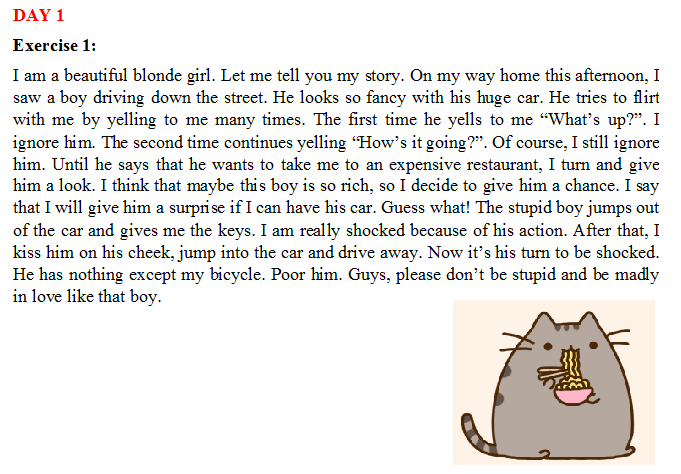 DAY 1
Exercise 1:
I am a beautiful blonde girl. Let me tell you my story. On my way home this afternoon, I
saw a boy driving down the street. He looks so fancy with his huge car. He tries to flirt
with me by yelling to me many times. The first time he yells to me “What’s up?”. I
ignore him. The second time continues yelling “How’s it going?”. Of course, I still ignore
him. Until he says that he wants to take me to an expensive restaurant, I turn and give
him a look. I think that maybe this boy is so rich, so I decide to give him a chance. I say
that I will give him a surprise if I can have his car. Guess what! The stupid boy jumps out
of the car and gives me the keys. I am really shocked because of his action. After that, I
kiss him on his cheek, jump into the car and drive away. Now it’s his turn to be shocked.
He has nothing except my bicycle. Poor him. Guys, please don’t be stupid and be madly
in love like that boy.